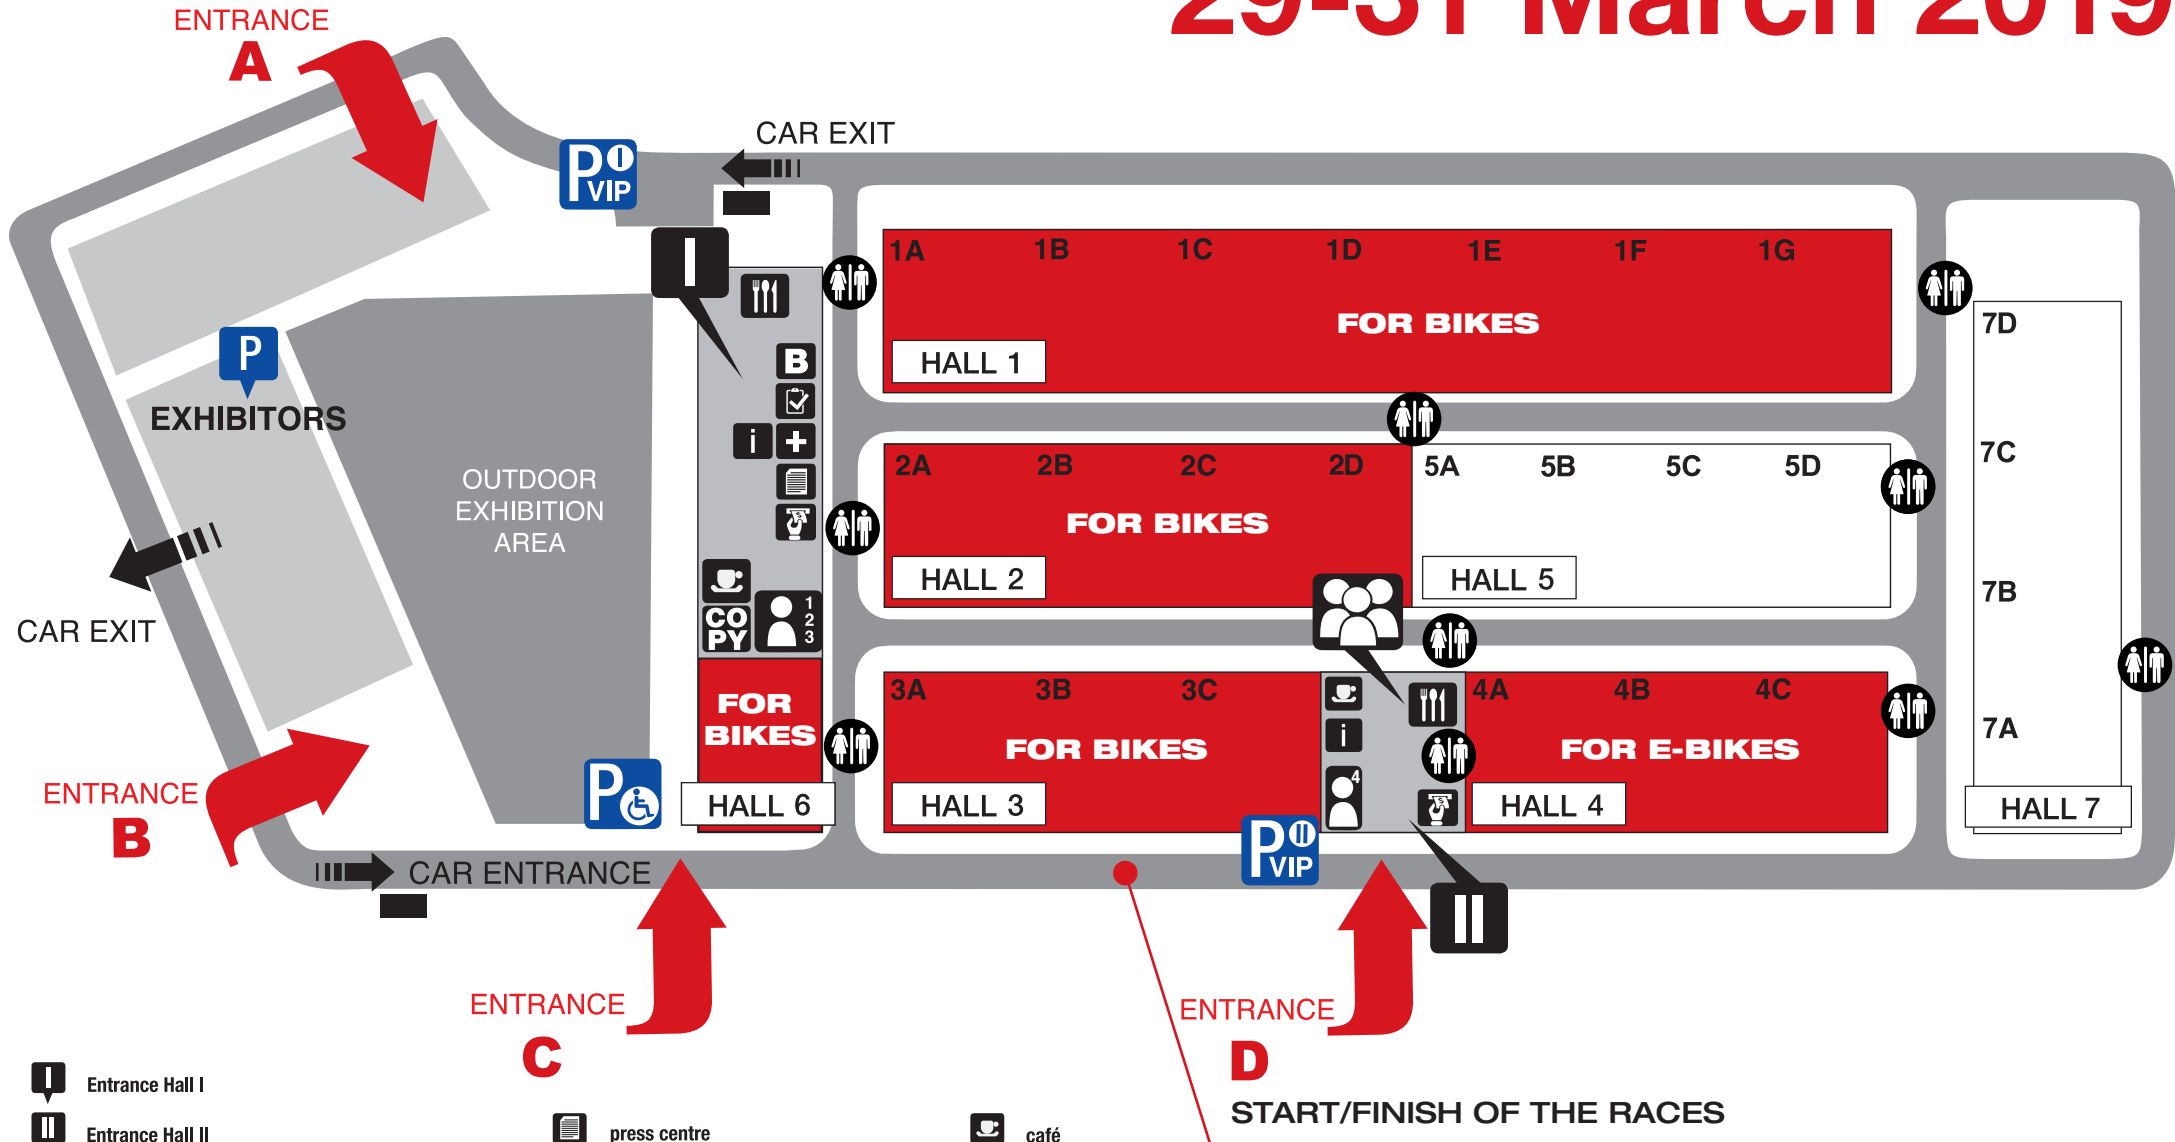 29-31 March 2019
ENTRANCE
A
CAR EXIT
P I
VIP
I
1A 1B 1C 1D 1E 1F 1G
FOR BIKES
HALL 1
7D
7C
7B
7A
HALL 7
P
EXHIBITORS
B
i
OUTDOOR
EXHIBITION
AREA
2A 2B 2C 2D
FOR BIKES
HALL 2
5A 5B 5C 5D
HALL 5
CAR EXIT
CO
PY
1
2
3
FOR
BIKES
HALL 6
3A 3B 3C
FOR BIKES
HALL 3
i
4
4A 4B 4C
FOR E-BIKES
HALL 4
ENTRANCE
B
P
P II
VIP
CAR ENTRANCE
II
ENTRANCE
C
ENTRANCE
D
START/FINISH OF THE RACES
I Entrance Hall I
II Entrance Hall II
press centre
café